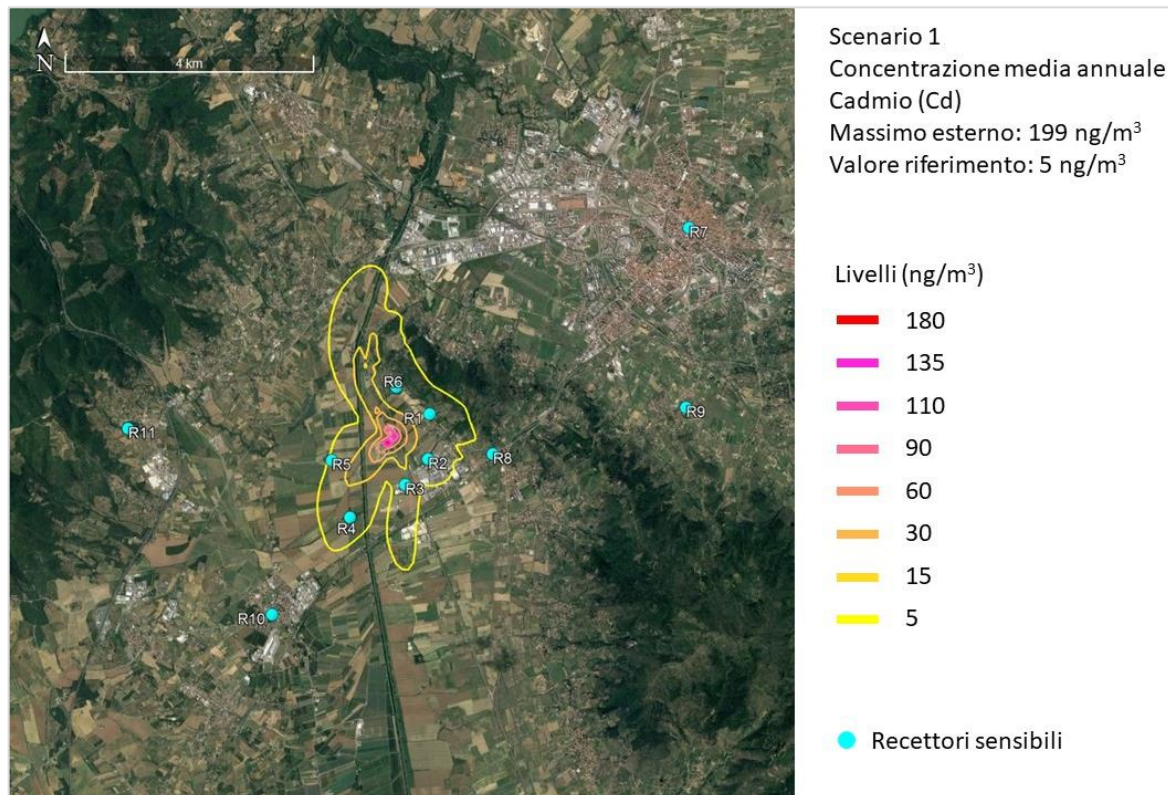 Scenario 1
Concentrazione media annuale
Cadmio (Cd)
Massimo esterno: 199 ng/m³
Valore riferimento: 5 ng/m³
Livelli (ng/m³)
180
135
110
90
60
30
15
5
Recettori sensibili
N
4 km
R7
R6
R1
R9
R11
R5
R2
R8
R3
R4
R10